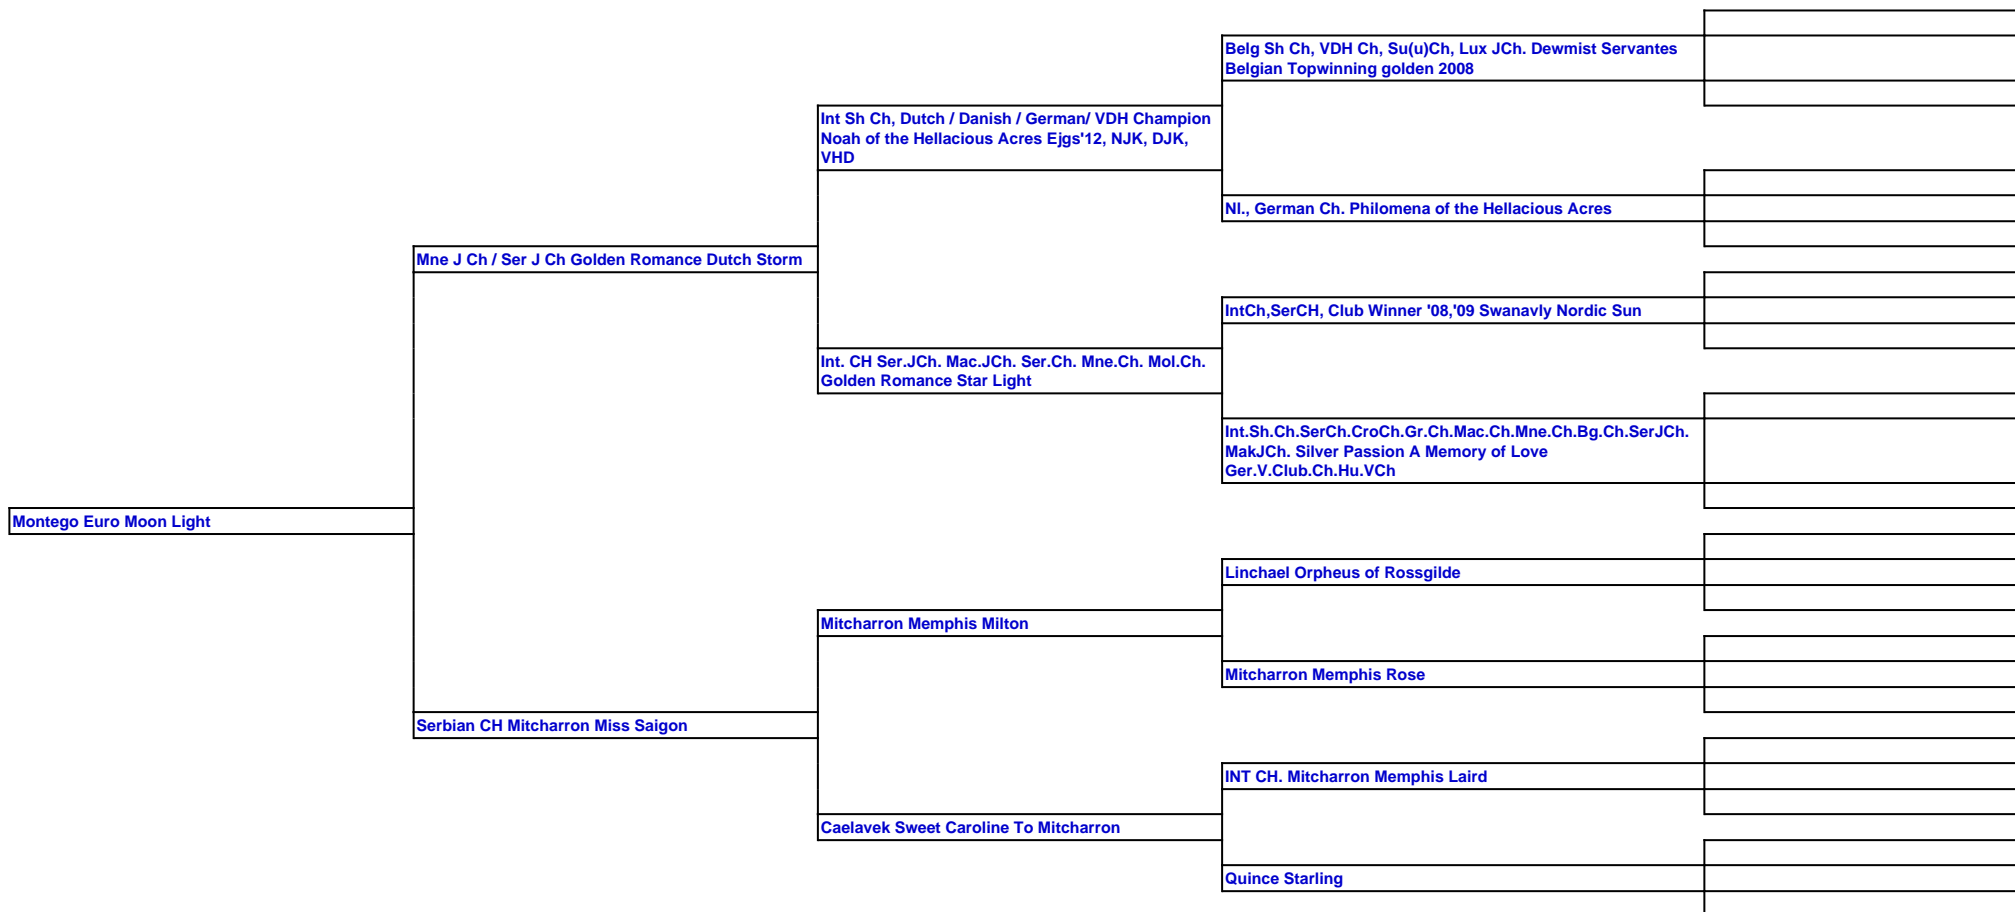 Belg Sh Ch, VDH Ch, Su(u)Ch, Lux JCh. Dewmist Servantes
Belgian Topwinning golden 2008
Int Sh Ch, Dutch / Danish / German/ VDH Champion
Noah of the Hellacious Acres Ejgs'12, NJK, DJK,
VHD
Nl., German Ch. Philomena of the Hellacious Acres
Mne J Ch / Ser J Ch Golden Romance Dutch Storm
IntCh,SerCH, Club Winner '08,'09 Swanavly Nordic Sun
Int. CH Ser.JCh. Mac.JCh. Ser.Ch. Mne.Ch. Mol.Ch.
Golden Romance Star Light
Int.Sh.Ch.SerCh.CroCh.Gr.Ch.Mac.Ch.Mne.Ch.Bg.Ch.SerJCh.
MakJCh. Silver Passion A Memory of Love
Ger.V.Club.Ch.Hu.VCh
Montego Euro Moon Light
Linchael Orpheus of Rossgilde
Mitcharron Memphis Milton
Mitcharron Memphis Rose
Serbian CH Mitcharron Miss Saigon
INT CH. Mitcharron Memphis Laird
Caelavek Sweet Caroline To Mitcharron
Quince Starling